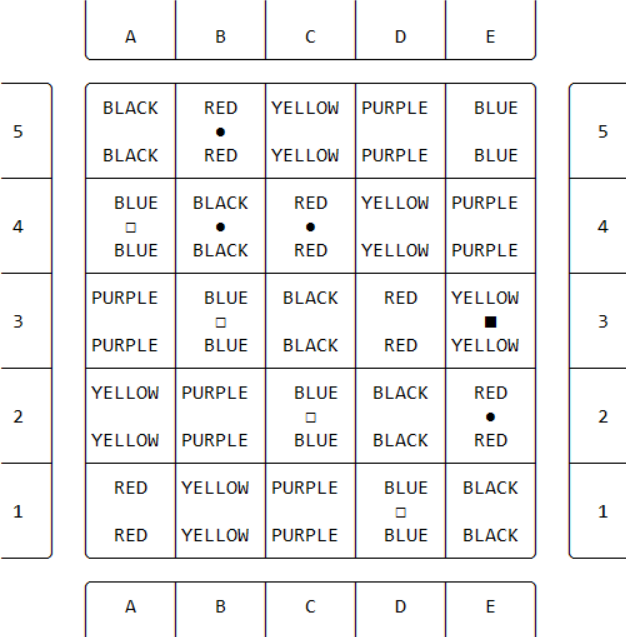 A B C D E
BLACK RED YELLOW PURPLE BLUE
5 ● 5
BLACK RED YELLOW PURPLE BLUE
BLUE BLACK RED YELLOW PURPLE
4 □ ● ● 4
BLUE BLACK RED YELLOW PURPLE
PURPLE BLUE BLACK RED YELLOW
3 □ ■ 3
PURPLE BLUE BLACK RED YELLOW
YELLOW PURPLE BLUE BLACK RED
2 □ ● 2
YELLOW PURPLE BLUE BLACK RED
RED YELLOW PURPLE BLUE BLACK
1 □ 1
RED YELLOW PURPLE BLUE BLACK
A B C D E